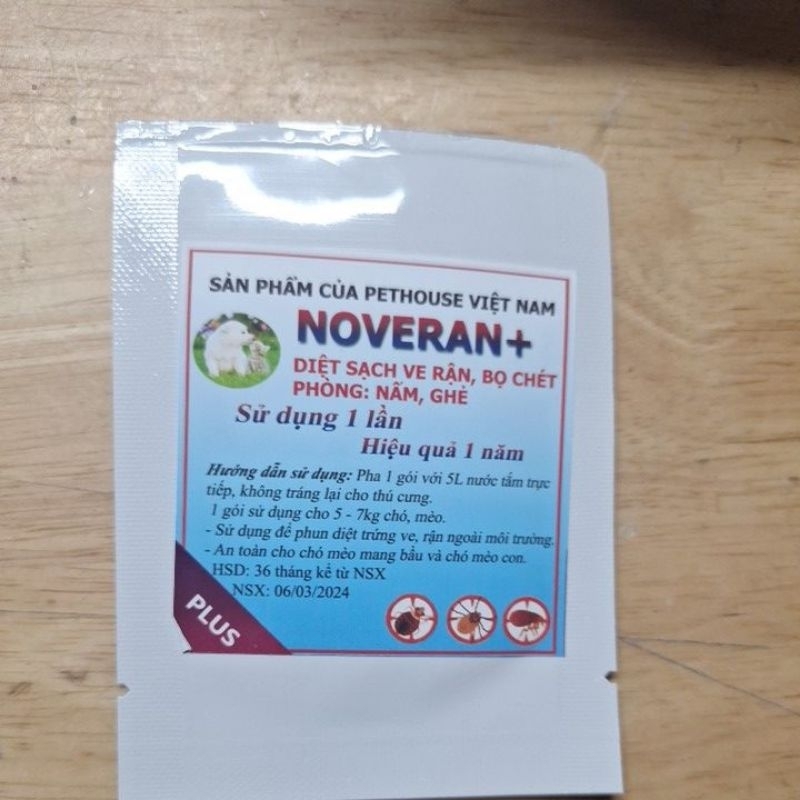 SẢN PHẨM CỦA PETHOUSE VIỆT NAM
NOVERAN+
DIỆT SẠCH VE RẬN, BỌ CHÉT
PHÒNG: NẤM, GHẺ
Sử dụng 1 lần
Hiệu quả 1 năm
Hướng dẫn sử dụng: Pha 1 gói với 5L nước tắm trực
tiếp, không tráng lại cho thú cưng.
1 gói sử dụng cho 5 - 7kg chó, mèo.
- Sử dụng để phun diệt trứng ve, rận ngoài môi trường.
- An toàn cho chó mèo mang bầu và chó mèo con.
HSD: 36 tháng kể từ NSX
NSX: 06/03/2024
PLUS